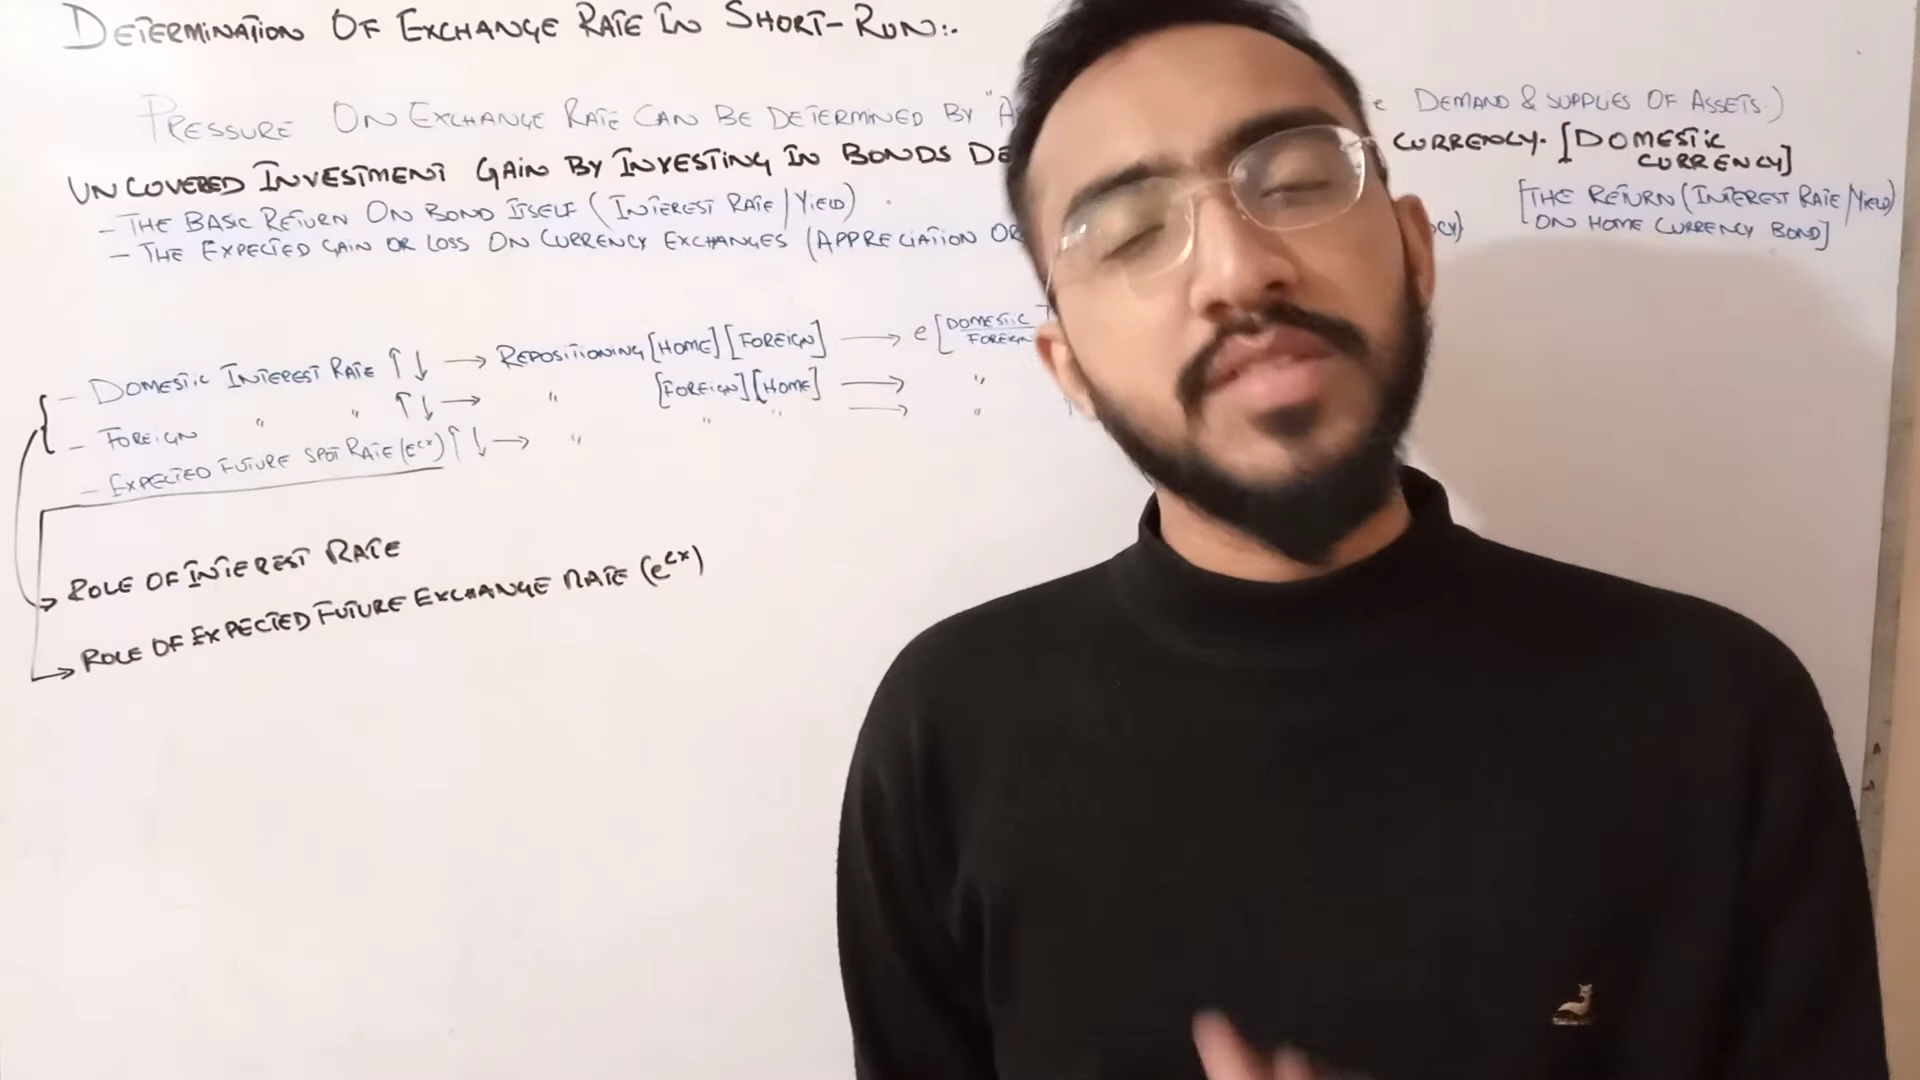 DETERMINATION OF EXCHANGE RATE IN SHORT-RUN:-
PRESSURE ON EXCHANGE RATE CAN BE DETERMINED BY "A e DEMAND & SUPPLIES OF ASSETS.)
UNCOVERED INVESTMENT GAIN BY INVESTING IN BONDS DE CURRENCY. [DOMESTIC CURRENCY]
- THE BASIC RETURN ON BOND ITSELF (INTEREST RATE/YIELD) [THE RETURN (INTEREST RATE/YIELD)
- THE EXPECTED GAIN OR LOSS ON CURRENCY EXCHANGES (APPRECIATION OR CY) ON HOME CURRENCY BOND]
- DOMESTIC INTEREST RATE ↑↓ → REPOSITIONING [HOME][FOREIGN] → e [DOMESTIC/FOREIGN
- FOREIGN " " ↑↓ → " [FOREIGN][HOME] → "
- EXPECTED FUTURE SPOT RATE (e^ex) ↑↓ → " " " → "
→ ROLE OF INTEREST RATE
→ ROLE OF EXPECTED FUTURE EXCHANGE RATE (e^ex)